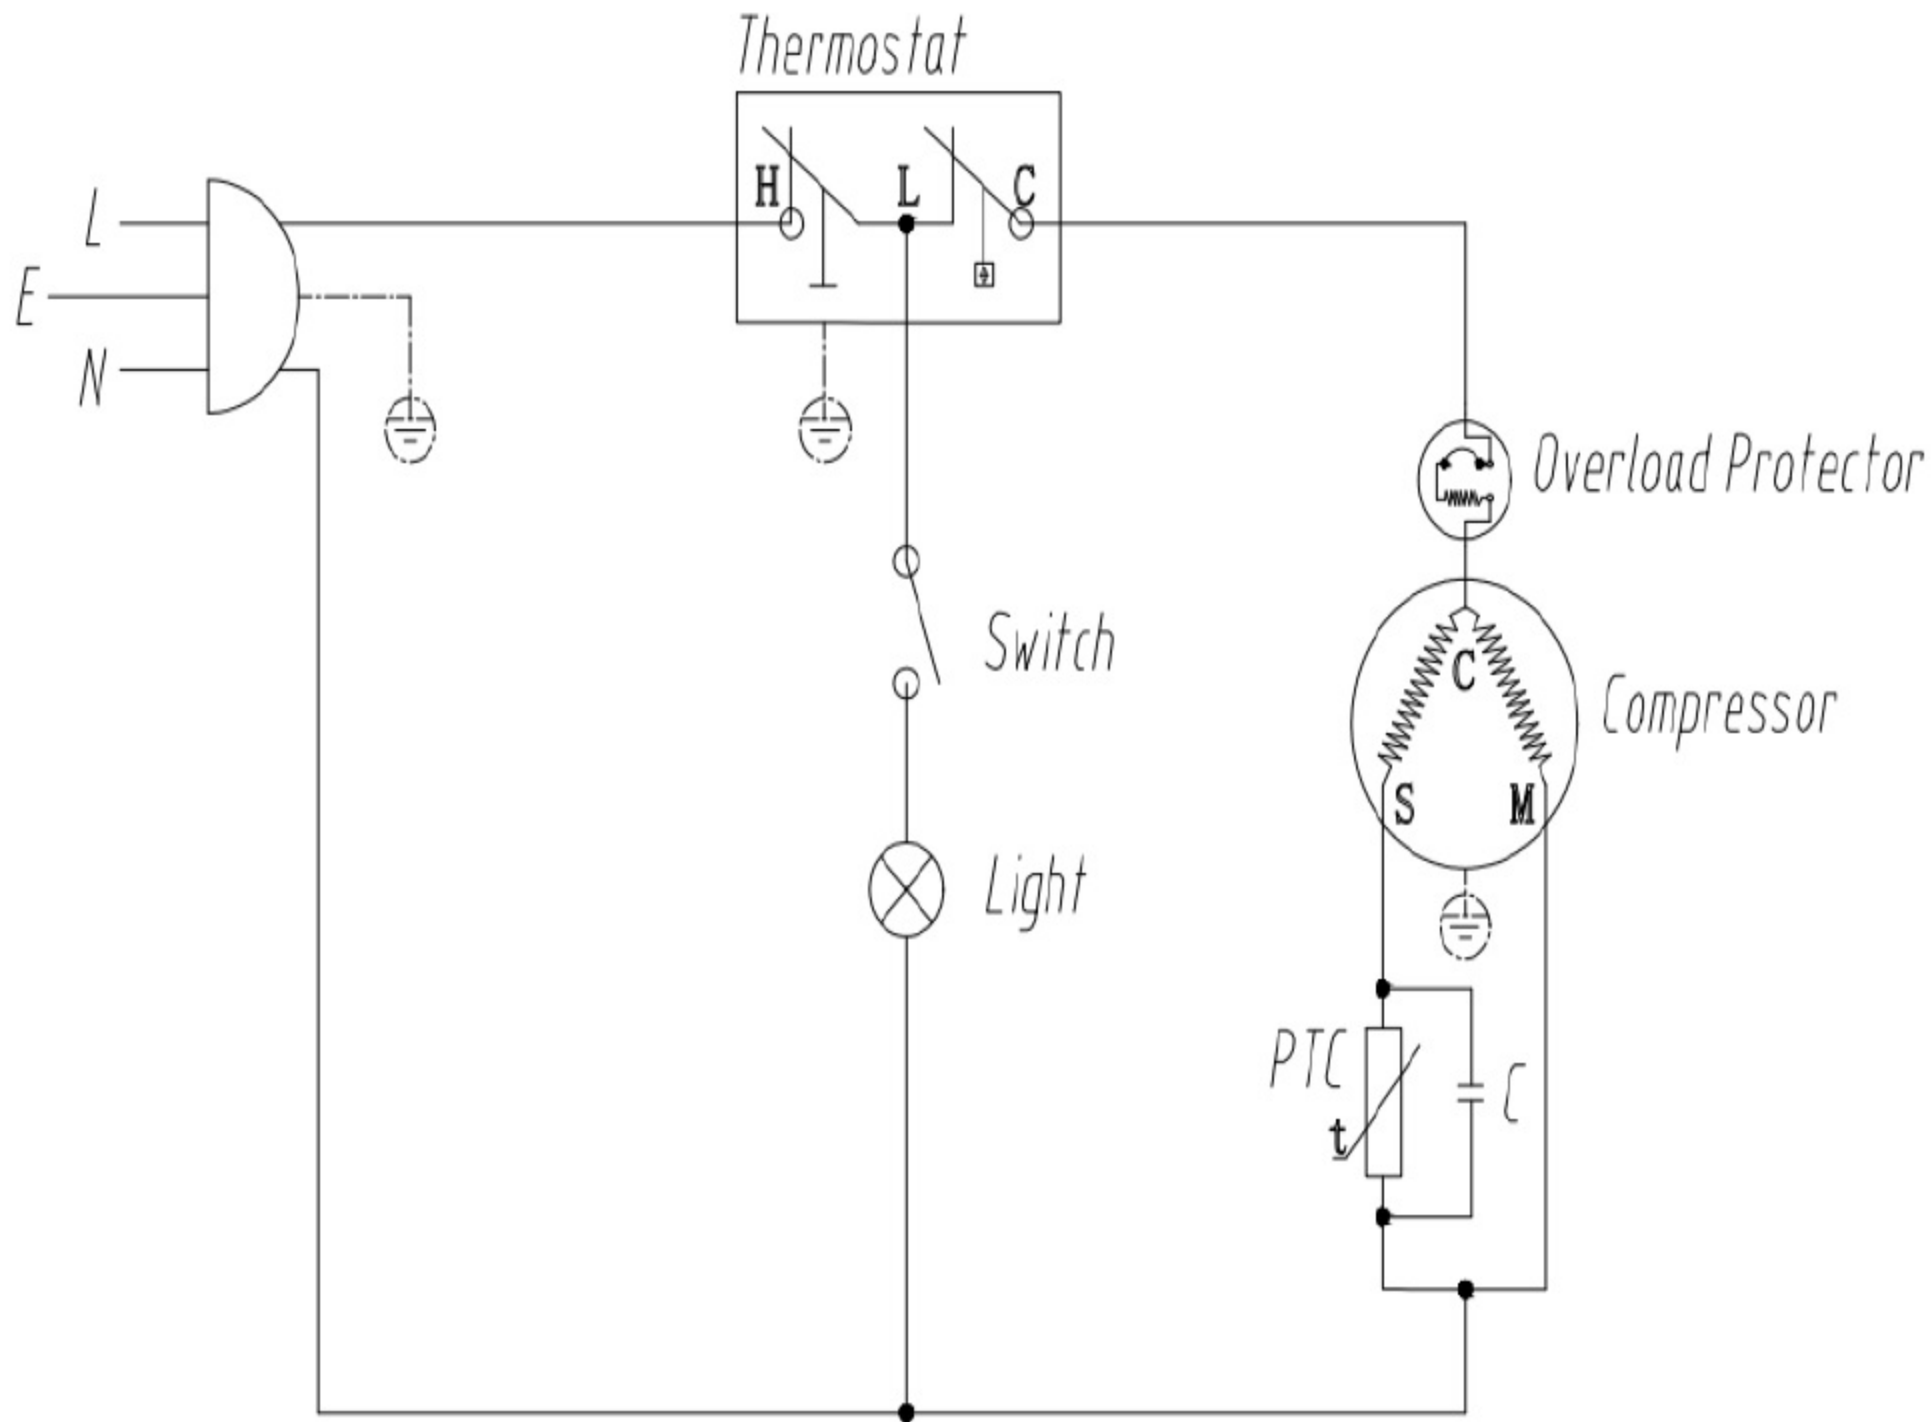 Thermostat
H L C
L
E
N
Overload Protector
Switch
C
Compressor
S M
Light
PTC
C
t